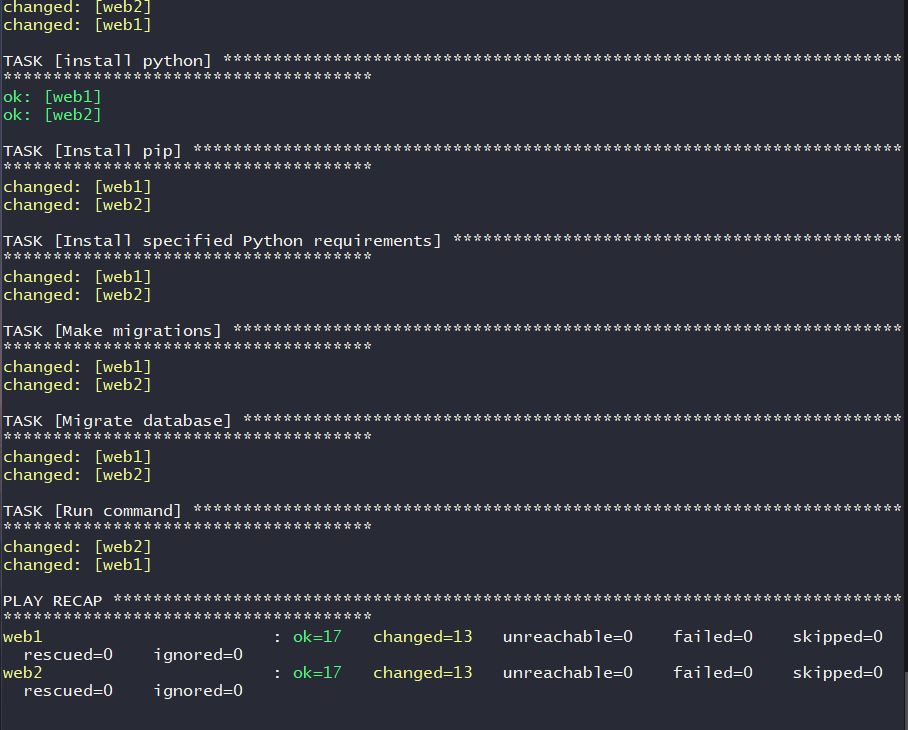 changed: [web2]
changed: [web1]
TASK [install python] ********************************************************************
*************************************
ok: [web1]
ok: [web2]
TASK [Install pip] ***********************************************************************
*************************************
changed: [web1]
changed: [web2]
TASK [Install specified Python requirements] *********************************************
*************************************
changed: [web1]
changed: [web2]
TASK [Make migrations] *******************************************************************
*************************************
changed: [web1]
changed: [web2]
TASK [Migrate database] ******************************************************************
*************************************
changed: [web1]
changed: [web2]
TASK [Run command] ***********************************************************************
*************************************
changed: [web2]
changed: [web1]
PLAY RECAP *******************************************************************************
*************************************
web1                       : ok=17   changed=13   unreachable=0    failed=0    skipped=0
  rescued=0    ignored=0
web2                       : ok=17   changed=13   unreachable=0    failed=0    skipped=0
  rescued=0    ignored=0